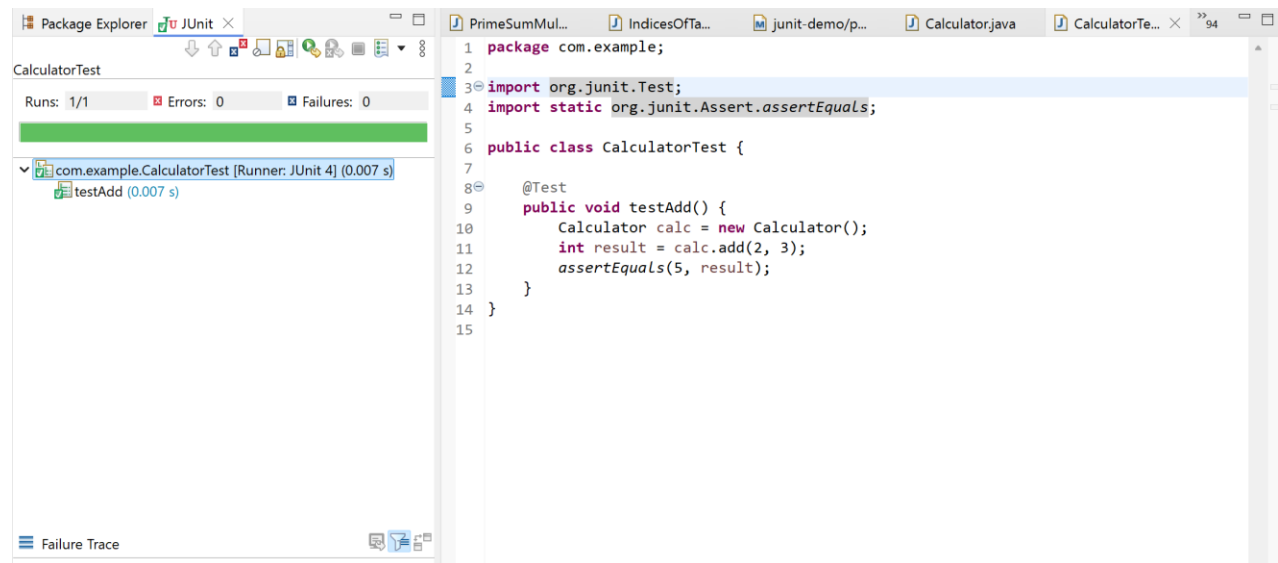 Package Explorer JUnit
CalculatorTest
Runs: 1/1 Errors: 0 Failures: 0
com.example.CalculatorTest [Runner: JUnit 4] (0.007 s)
testAdd (0.007 s)
Failure Trace
PrimeSumMul... IndicesOfTa... junit-demo/p... Calculator.java CalculatorTe... »94
1 package com.example;
2
3 import org.junit.Test;
4 import static org.junit.Assert.assertEquals;
5
6 public class CalculatorTest {
7
8 @Test
9 public void testAdd() {
10 Calculator calc = new Calculator();
11 int result = calc.add(2, 3);
12 assertEquals(5, result);
13 }
14 }
15